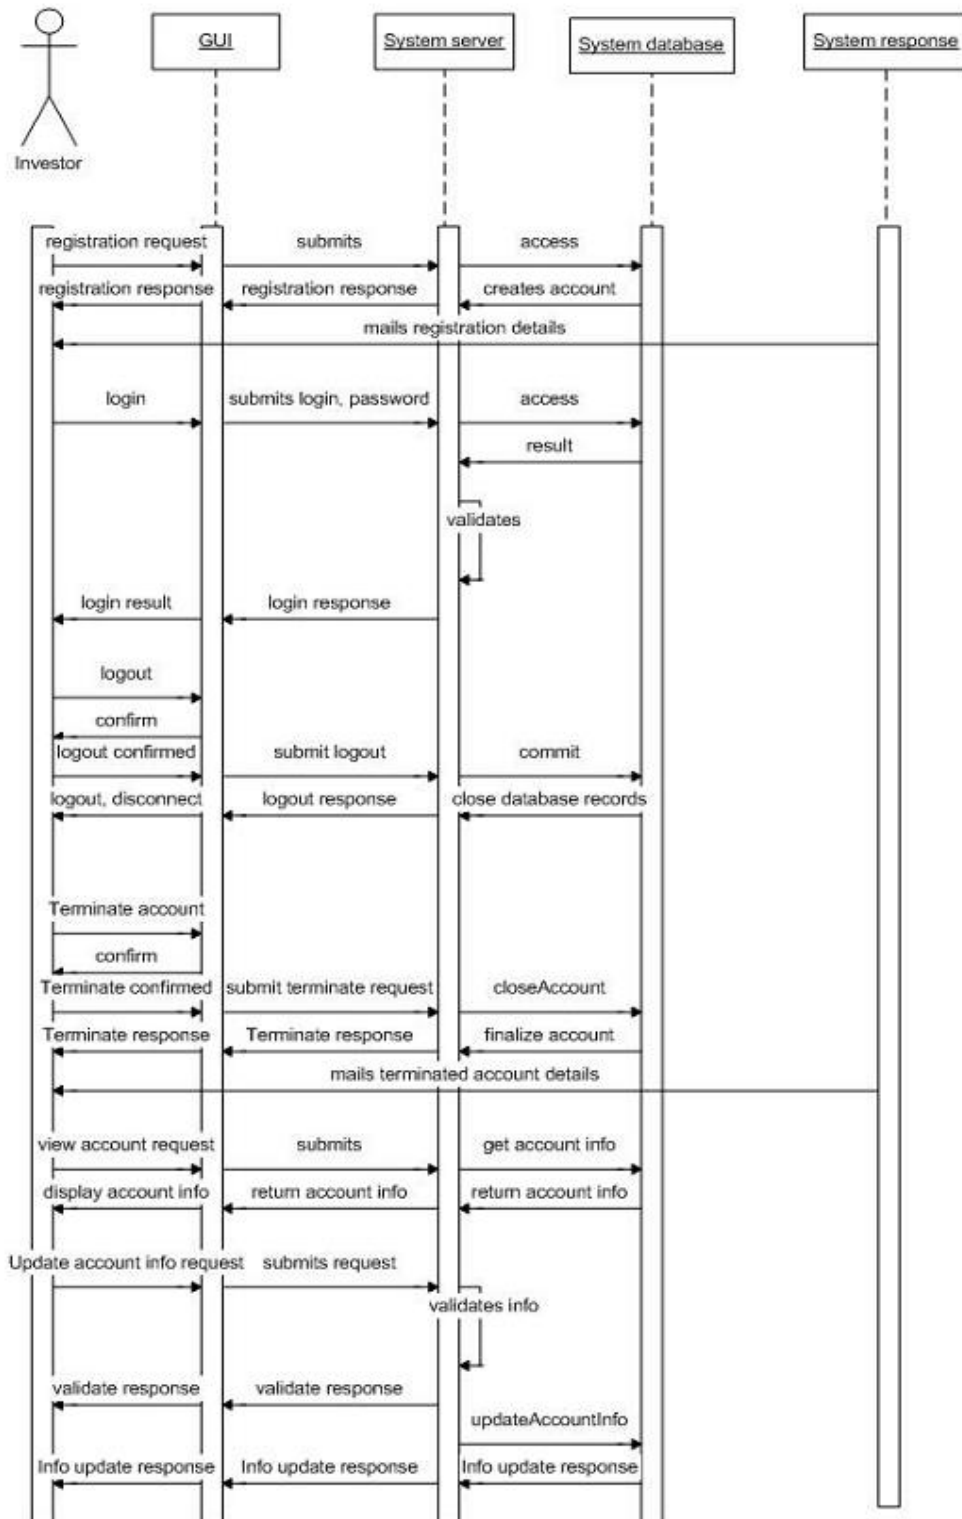 GUI
System server
System database
System response
Investor
registration request
submits
access
registration response
registration response
creates account
mails registration details
login
submits login, password
access
result
validates
login result
login response
logout
confirm
logout confirmed
submit logout
commit
logout, disconnect
logout response
close database records
Terminate account
confirm
Terminate confirmed
submit terminate request
closeAccount
Terminate response
Terminate response
finalize account
mails terminated account details
view account request
submits
get account info
display account info
return account info
return account info
Update account info request
submits request
validates info
validate response
validate response
updateAccountInfo
Info update response
Info update response
Info update response